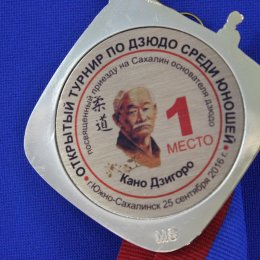 ОТКРЫТЫЙ ТУРНИР ПО ДЗЮДО СРЕДИ ЮНОШЕЙ
посвященный приезду на Сахалин основателя дзюдо
柔道
1
МЕСТО
Кано Дзигоро
г.Южно-Сахалинск 25 сентября 2016 г.